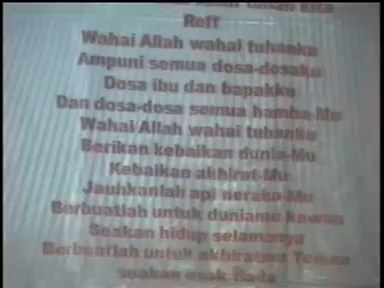 Reff
Wahai Allah wahai tuhanku
Ampuni semua dosa-dosaku
Dosa ibu dan bapakku
Dan dosa-dosa semua hamba-Mu
Wahai Allah wahai tuhanku
Berikan kebaikan dunia-Mu
Kebaikan akhirat-Mu
Jauhkanlah api neraka-Mu
Berbuatlah untuk duniamu kawan
Seakan hidup selamanya
Berbuatlah untuk akhiratmu Teman
seakan esok